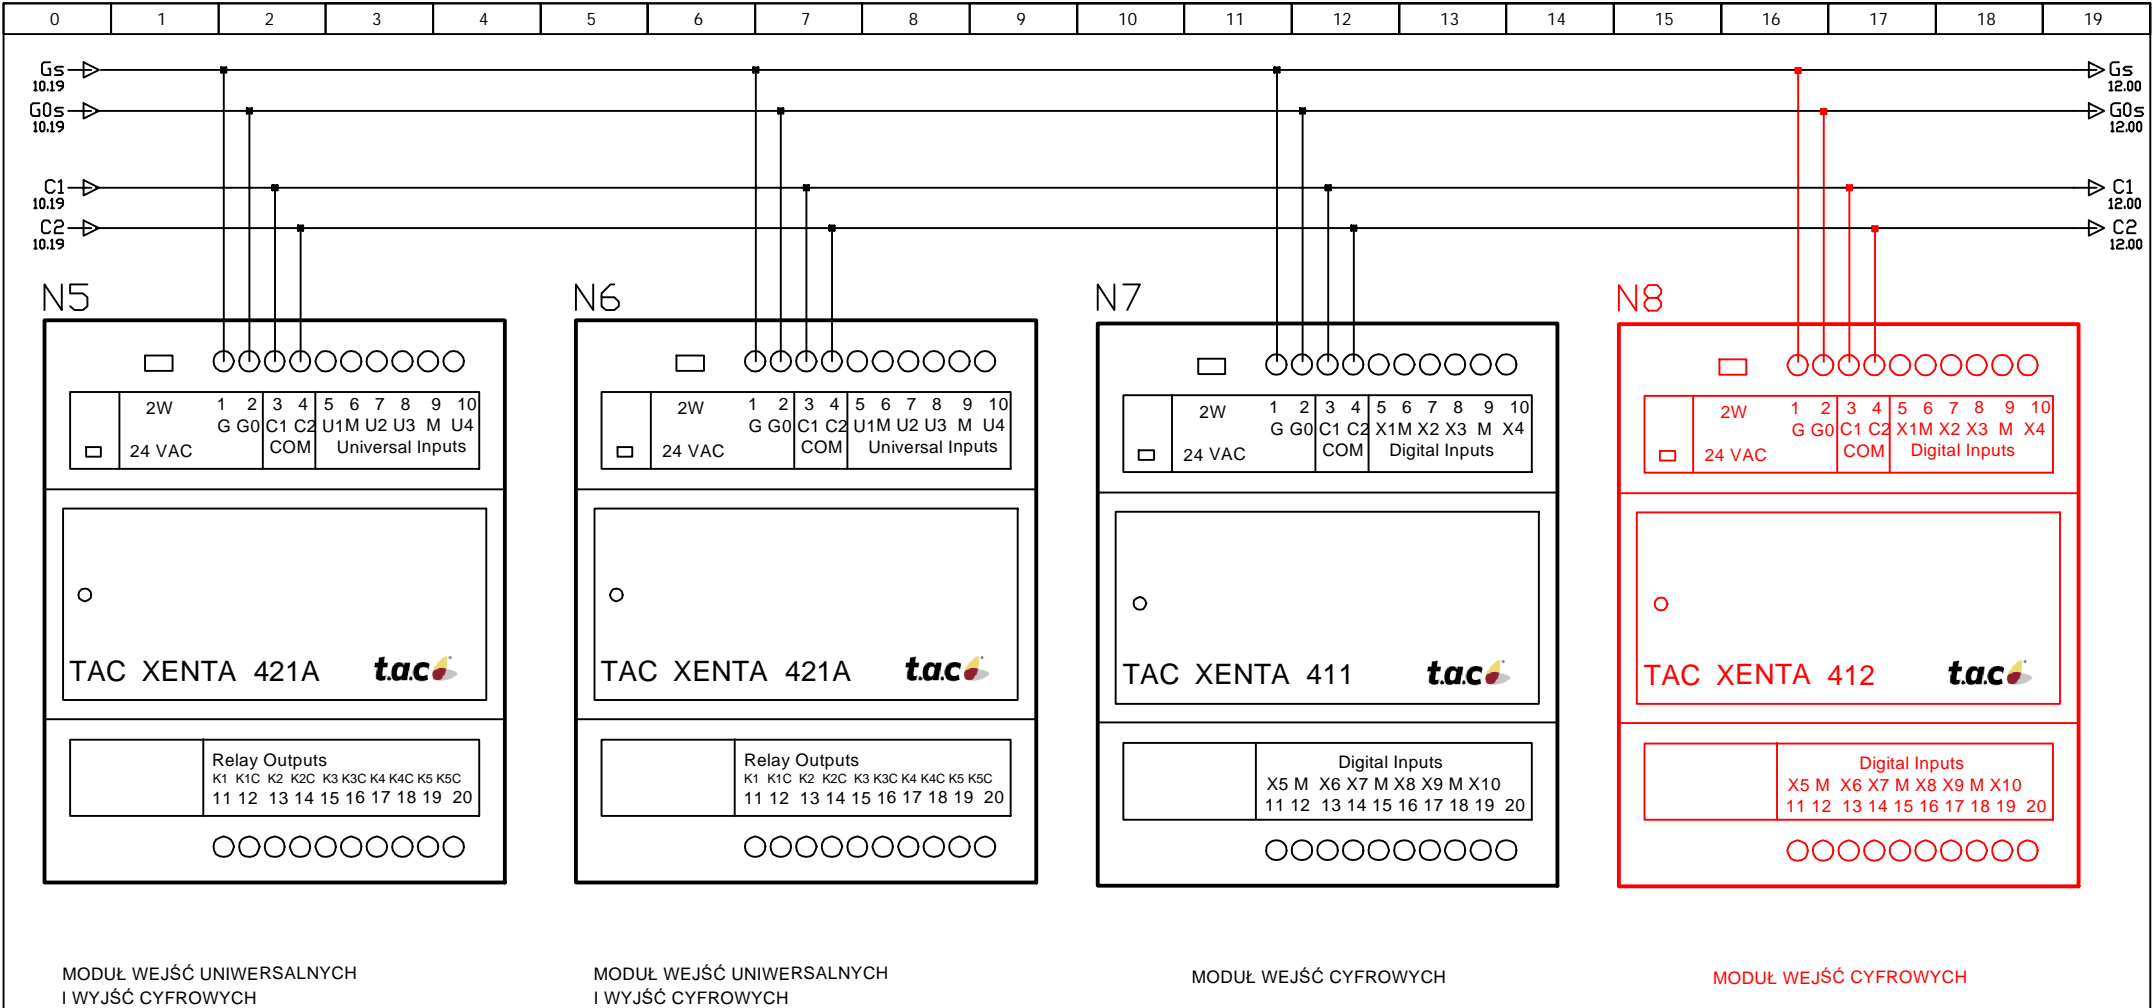 0 1 2 3 4 5 6 7 8 9 10 11 12 13 14 15 16 17 18 19
Gs
10.19
G0s
10.19
C1
10.19
C2
10.19
Gs
12.00
G0s
12.00
C1
12.00
C2
12.00
N5
2W 1 2 3 4 5 6 7 8 9 10
G G0 C1 C2 U1 M U2 U3 M U4
24 VAC COM Universal Inputs
TAC XENTA 421A t.a.c
Relay Outputs
K1 K1C K2 K2C K3 K3C K4 K4C K5 K5C
11 12 13 14 15 16 17 18 19 20
MODUŁ WEJŚĆ UNIWERSALNYCH
I WYJŚĆ CYFROWYCH
N6
2W 1 2 3 4 5 6 7 8 9 10
G G0 C1 C2 U1 M U2 U3 M U4
24 VAC COM Universal Inputs
TAC XENTA 421A t.a.c
Relay Outputs
K1 K1C K2 K2C K3 K3C K4 K4C K5 K5C
11 12 13 14 15 16 17 18 19 20
MODUŁ WEJŚĆ UNIWERSALNYCH
I WYJŚĆ CYFROWYCH
N7
2W 1 2 3 4 5 6 7 8 9 10
G G0 C1 C2 X1 M X2 X3 M X4
24 VAC COM Digital Inputs
TAC XENTA 411 t.a.c
Digital Inputs
X5 M X6 X7 M X8 X9 M X10
11 12 13 14 15 16 17 18 19 20
MODUŁ WEJŚĆ CYFROWYCH
N8
2W 1 2 3 4 5 6 7 8 9 10
G G0 C1 C2 X1 M X2 X3 M X4
24 VAC COM Digital Inputs
TAC XENTA 412 t.a.c
Digital Inputs
X5 M X6 X7 M X8 X9 M X10
11 12 13 14 15 16 17 18 19 20
MODUŁ WEJŚĆ CYFROWYCH